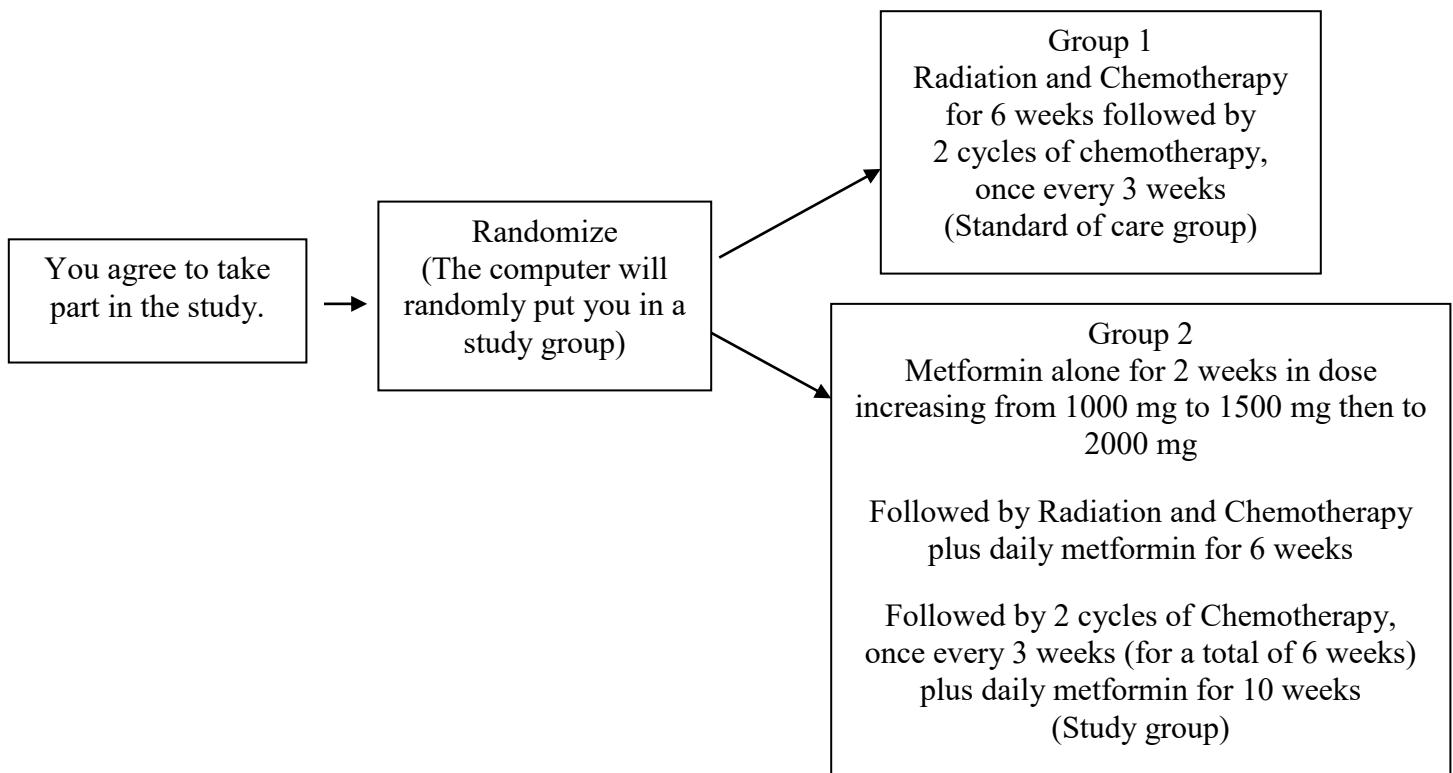 You agree to take
part in the study.
Randomize
(The computer will
randomly put you in a
study group)
Group 1
Radiation and Chemotherapy
for 6 weeks followed by
2 cycles of chemotherapy,
once every 3 weeks
(Standard of care group)
Group 2
Metformin alone for 2 weeks in dose
increasing from 1000 mg to 1500 mg then to
2000 mg
Followed by Radiation and Chemotherapy
plus daily metformin for 6 weeks
Followed by 2 cycles of Chemotherapy,
once every 3 weeks (for a total of 6 weeks)
plus daily metformin for 10 weeks
(Study group)